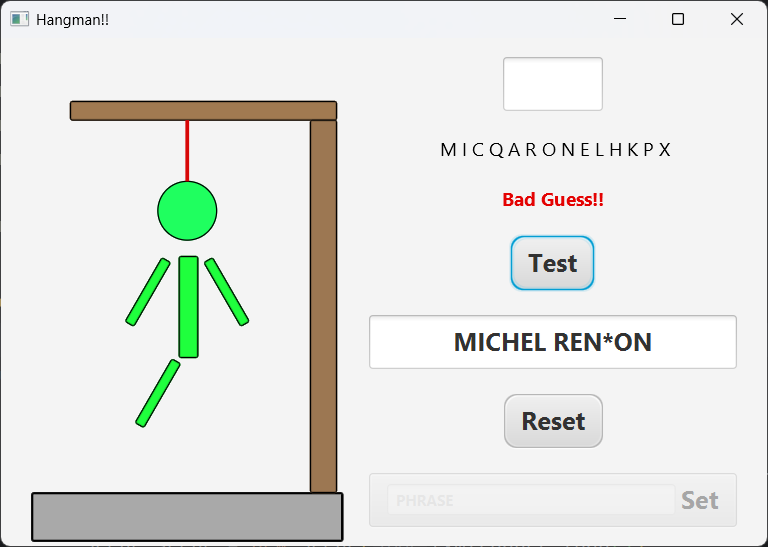 Hangman!!
M I C Q A R O N E L H K P X
Bad Guess!!
Test
MICHEL REN*ON
Reset
PHRASE
Set